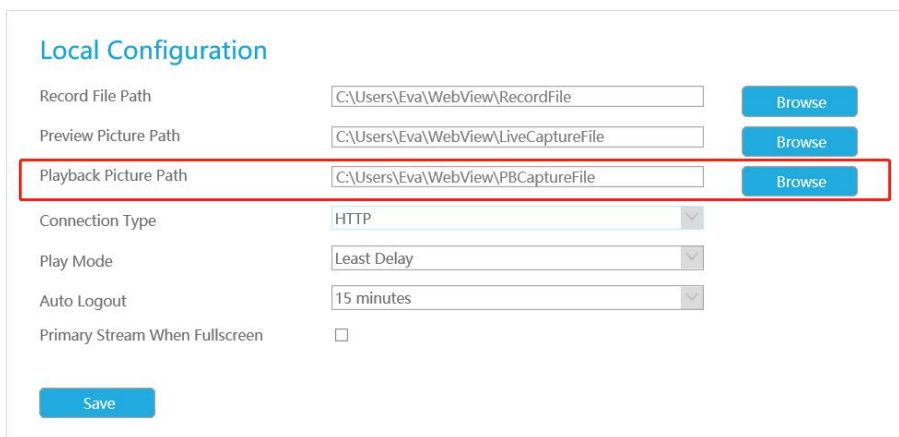 Local Configuration
Record File Path C:\Users\Eva\WebView\RecordFile Browse
Preview Picture Path C:\Users\Eva\WebView\LiveCaptureFile Browse
Playback Picture Path C:\Users\Eva\WebView\PBCaptureFile Browse
Connection Type HTTP
Play Mode Least Delay
Auto Logout 15 minutes
Primary Stream When Fullscreen
Save